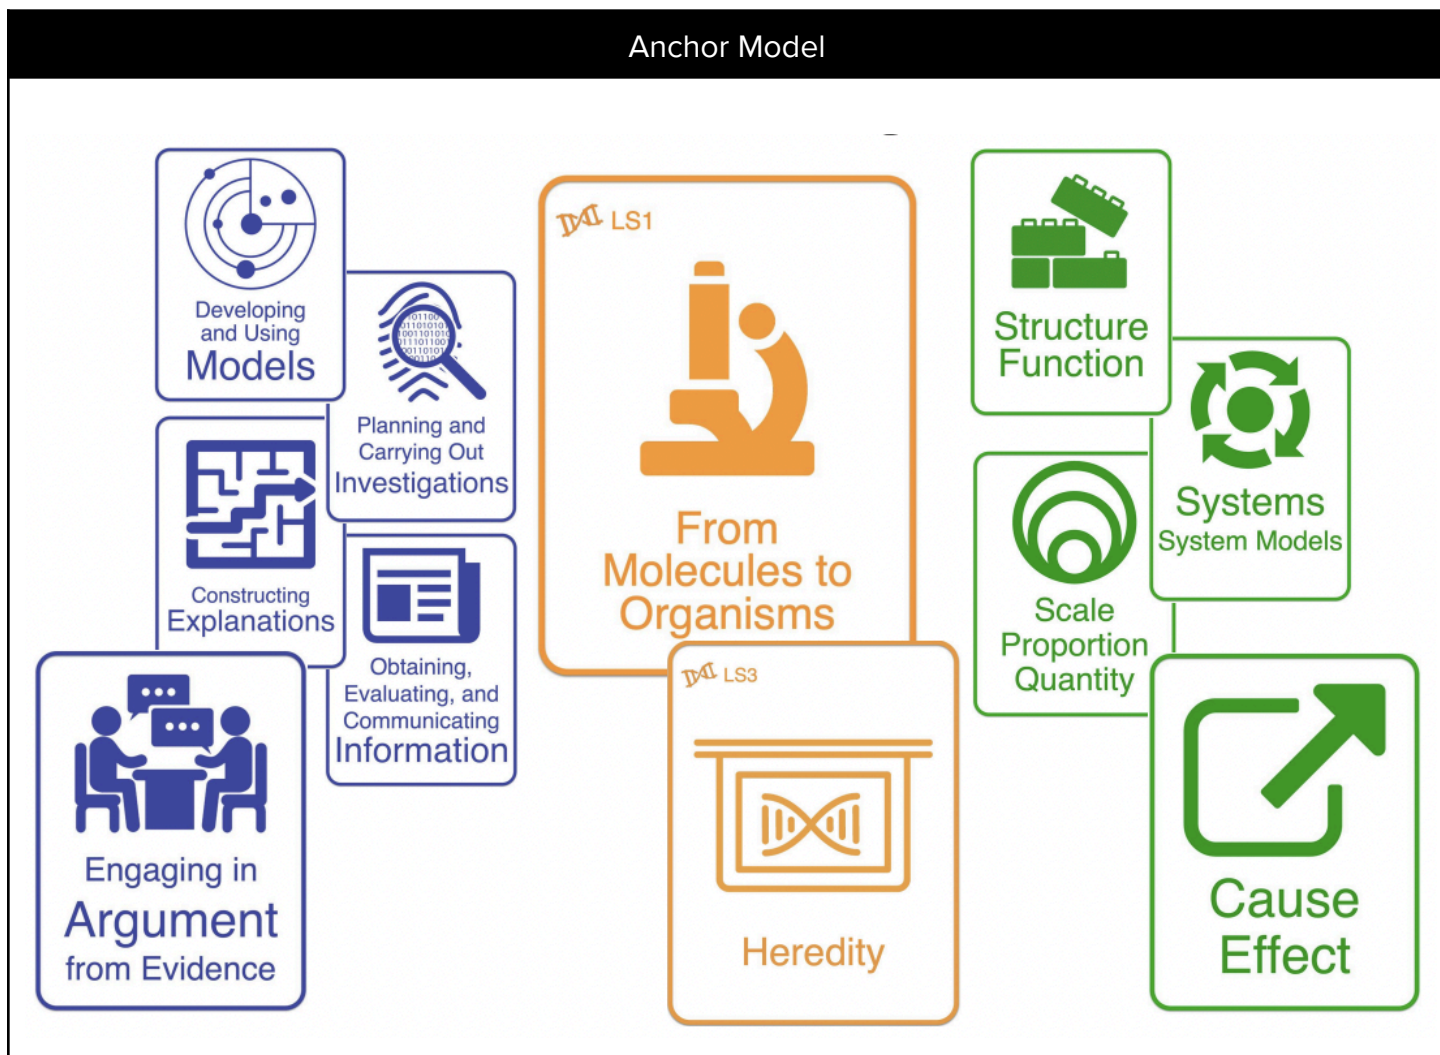 Anchor Model
Developing
and Using
Models
Planning and
Carrying Out
Investigations
Constructing
Explanations
Obtaining,
Evaluating, and
Communicating
Information
Engaging in
Argument
from Evidence
LS1
From
Molecules to
Organisms
LS3
Heredity
Structure
Function
Systems
System Models
Scale
Proportion
Quantity
Cause
Effect